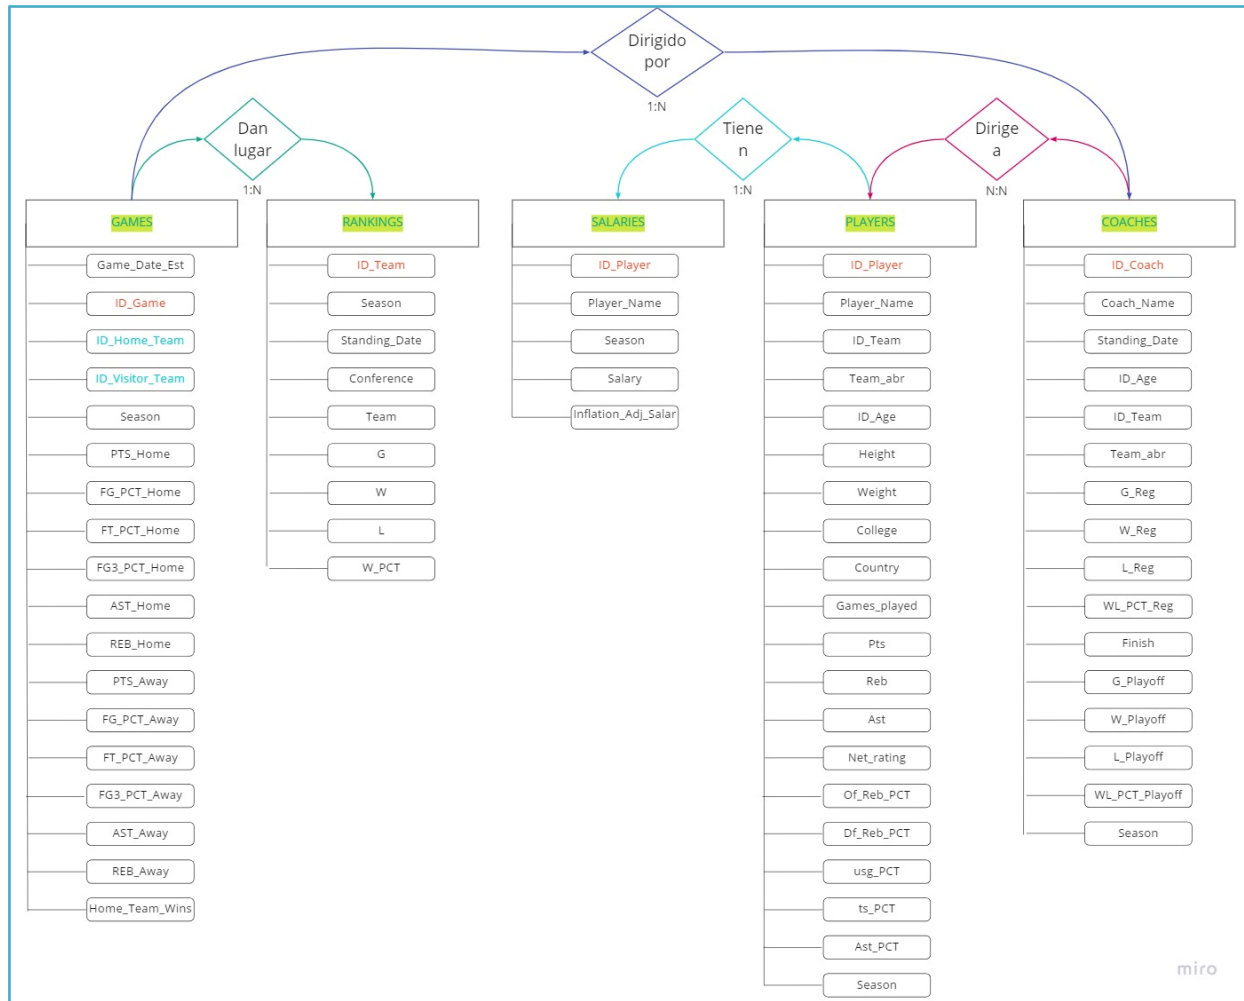 Dirigido
por
1:N
Dan
lugar
1:N
Tiene
n
1:N
Dirige
a
N:N
GAMES
Game_Date_Est
ID_Game
ID_Home_Team
ID_Visitor_Team
Season
PTS_Home
FG_PCT_Home
FT_PCT_Home
FG3_PCT_Home
AST_Home
REB_Home
PTS_Away
FG_PCT_Away
FT_PCT_Away
FG3_PCT_Away
AST_Away
REB_Away
Home_Team_Wins
RANKINGS
ID_Team
Season
Standing_Date
Conference
Team
G
W
L
W_PCT
SALARIES
ID_Player
Player_Name
Season
Salary
Inflation_Adj_Salar
PLAYERS
ID_Player
Player_Name
ID_Team
Team_abr
ID_Age
Height
Weight
College
Country
Games_played
Pts
Reb
Ast
Net_rating
Of_Reb_PCT
Df_Reb_PCT
usg_PCT
ts_PCT
Ast_PCT
Season
COACHES
ID_Coach
Coach_Name
Standing_Date
ID_Age
ID_Team
Team_abr
G_Reg
W_Reg
L_Reg
WL_PCT_Reg
Finish
G_Playoff
W_Playoff
L_Playoff
WL_PCT_Playoff
Season
miro